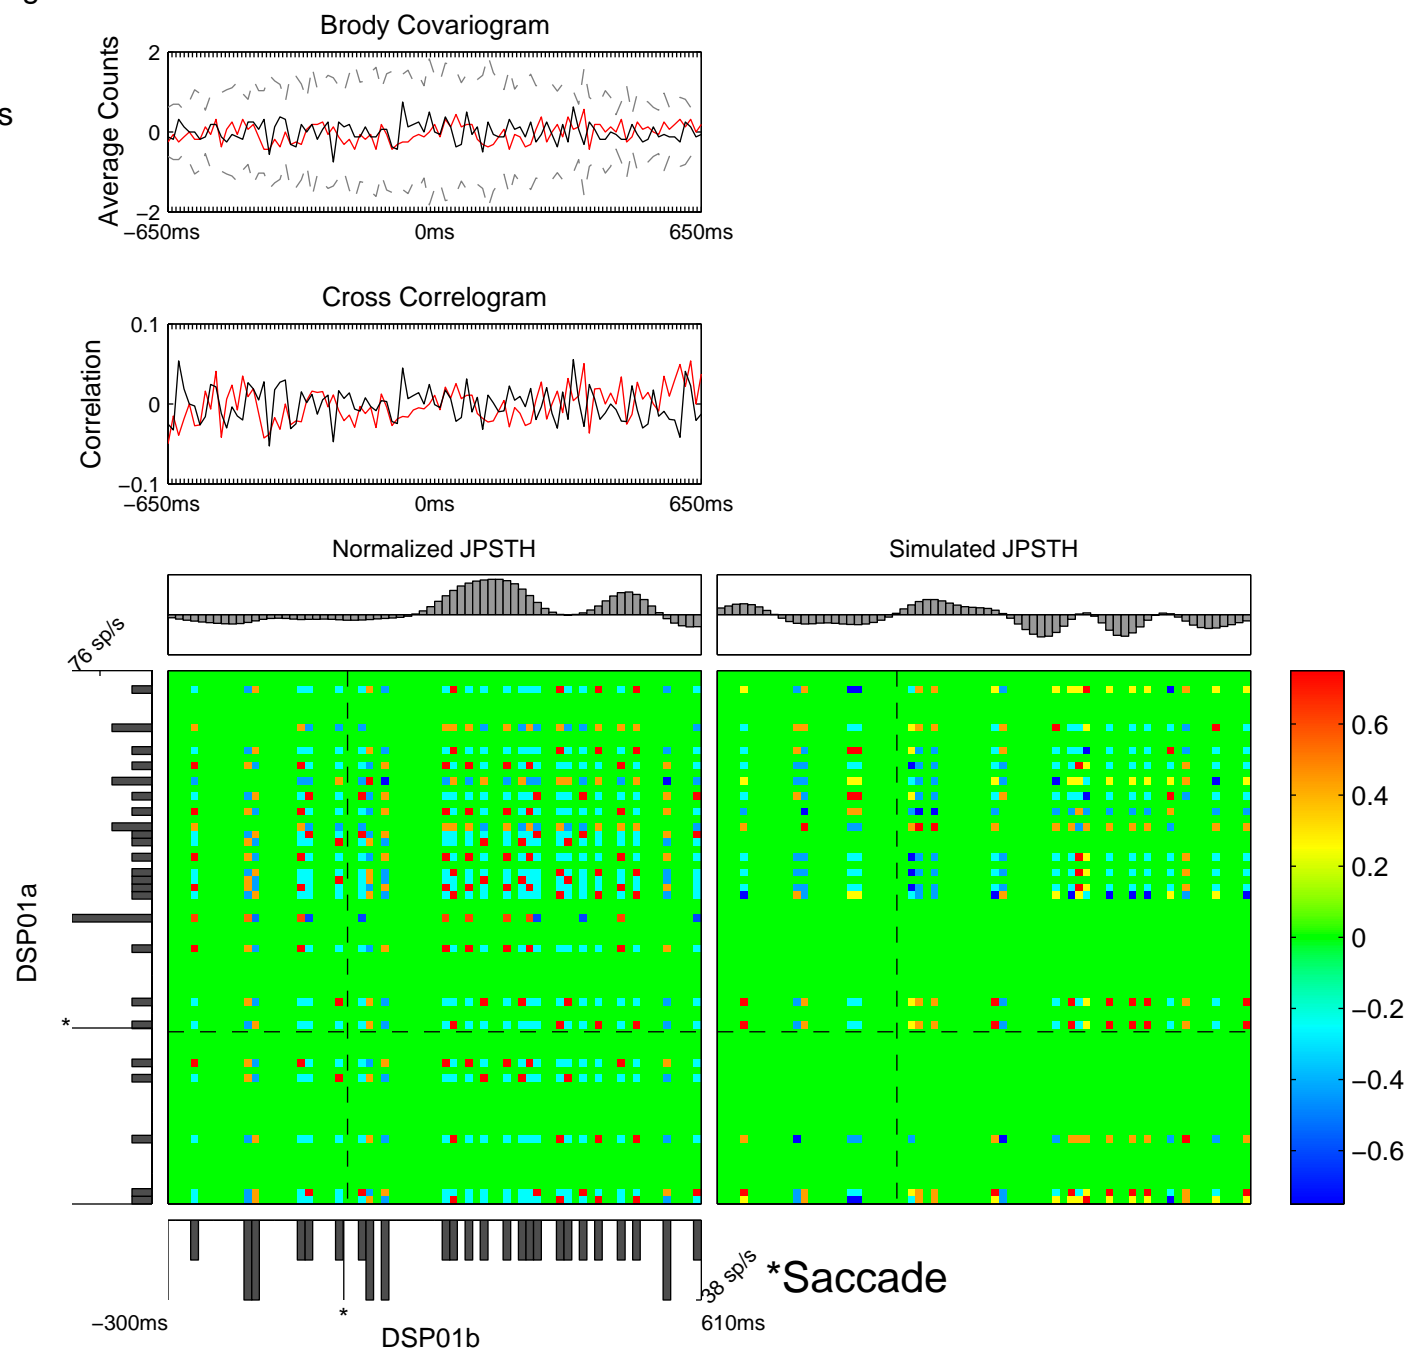 g
Brody Covariogram
s
Average Counts
2
0
−2
−650ms
0ms
650ms
Cross Correlogram
Correlation
0.1
0
−0.1
−650ms
0ms
650ms
Normalized JPSTH
Simulated JPSTH
76 sp/s
DSP01a
*
0.6
0.4
0.2
0
−0.2
−0.4
−0.6
38 sp/s
*Saccade
*
−300ms
610ms
DSP01b